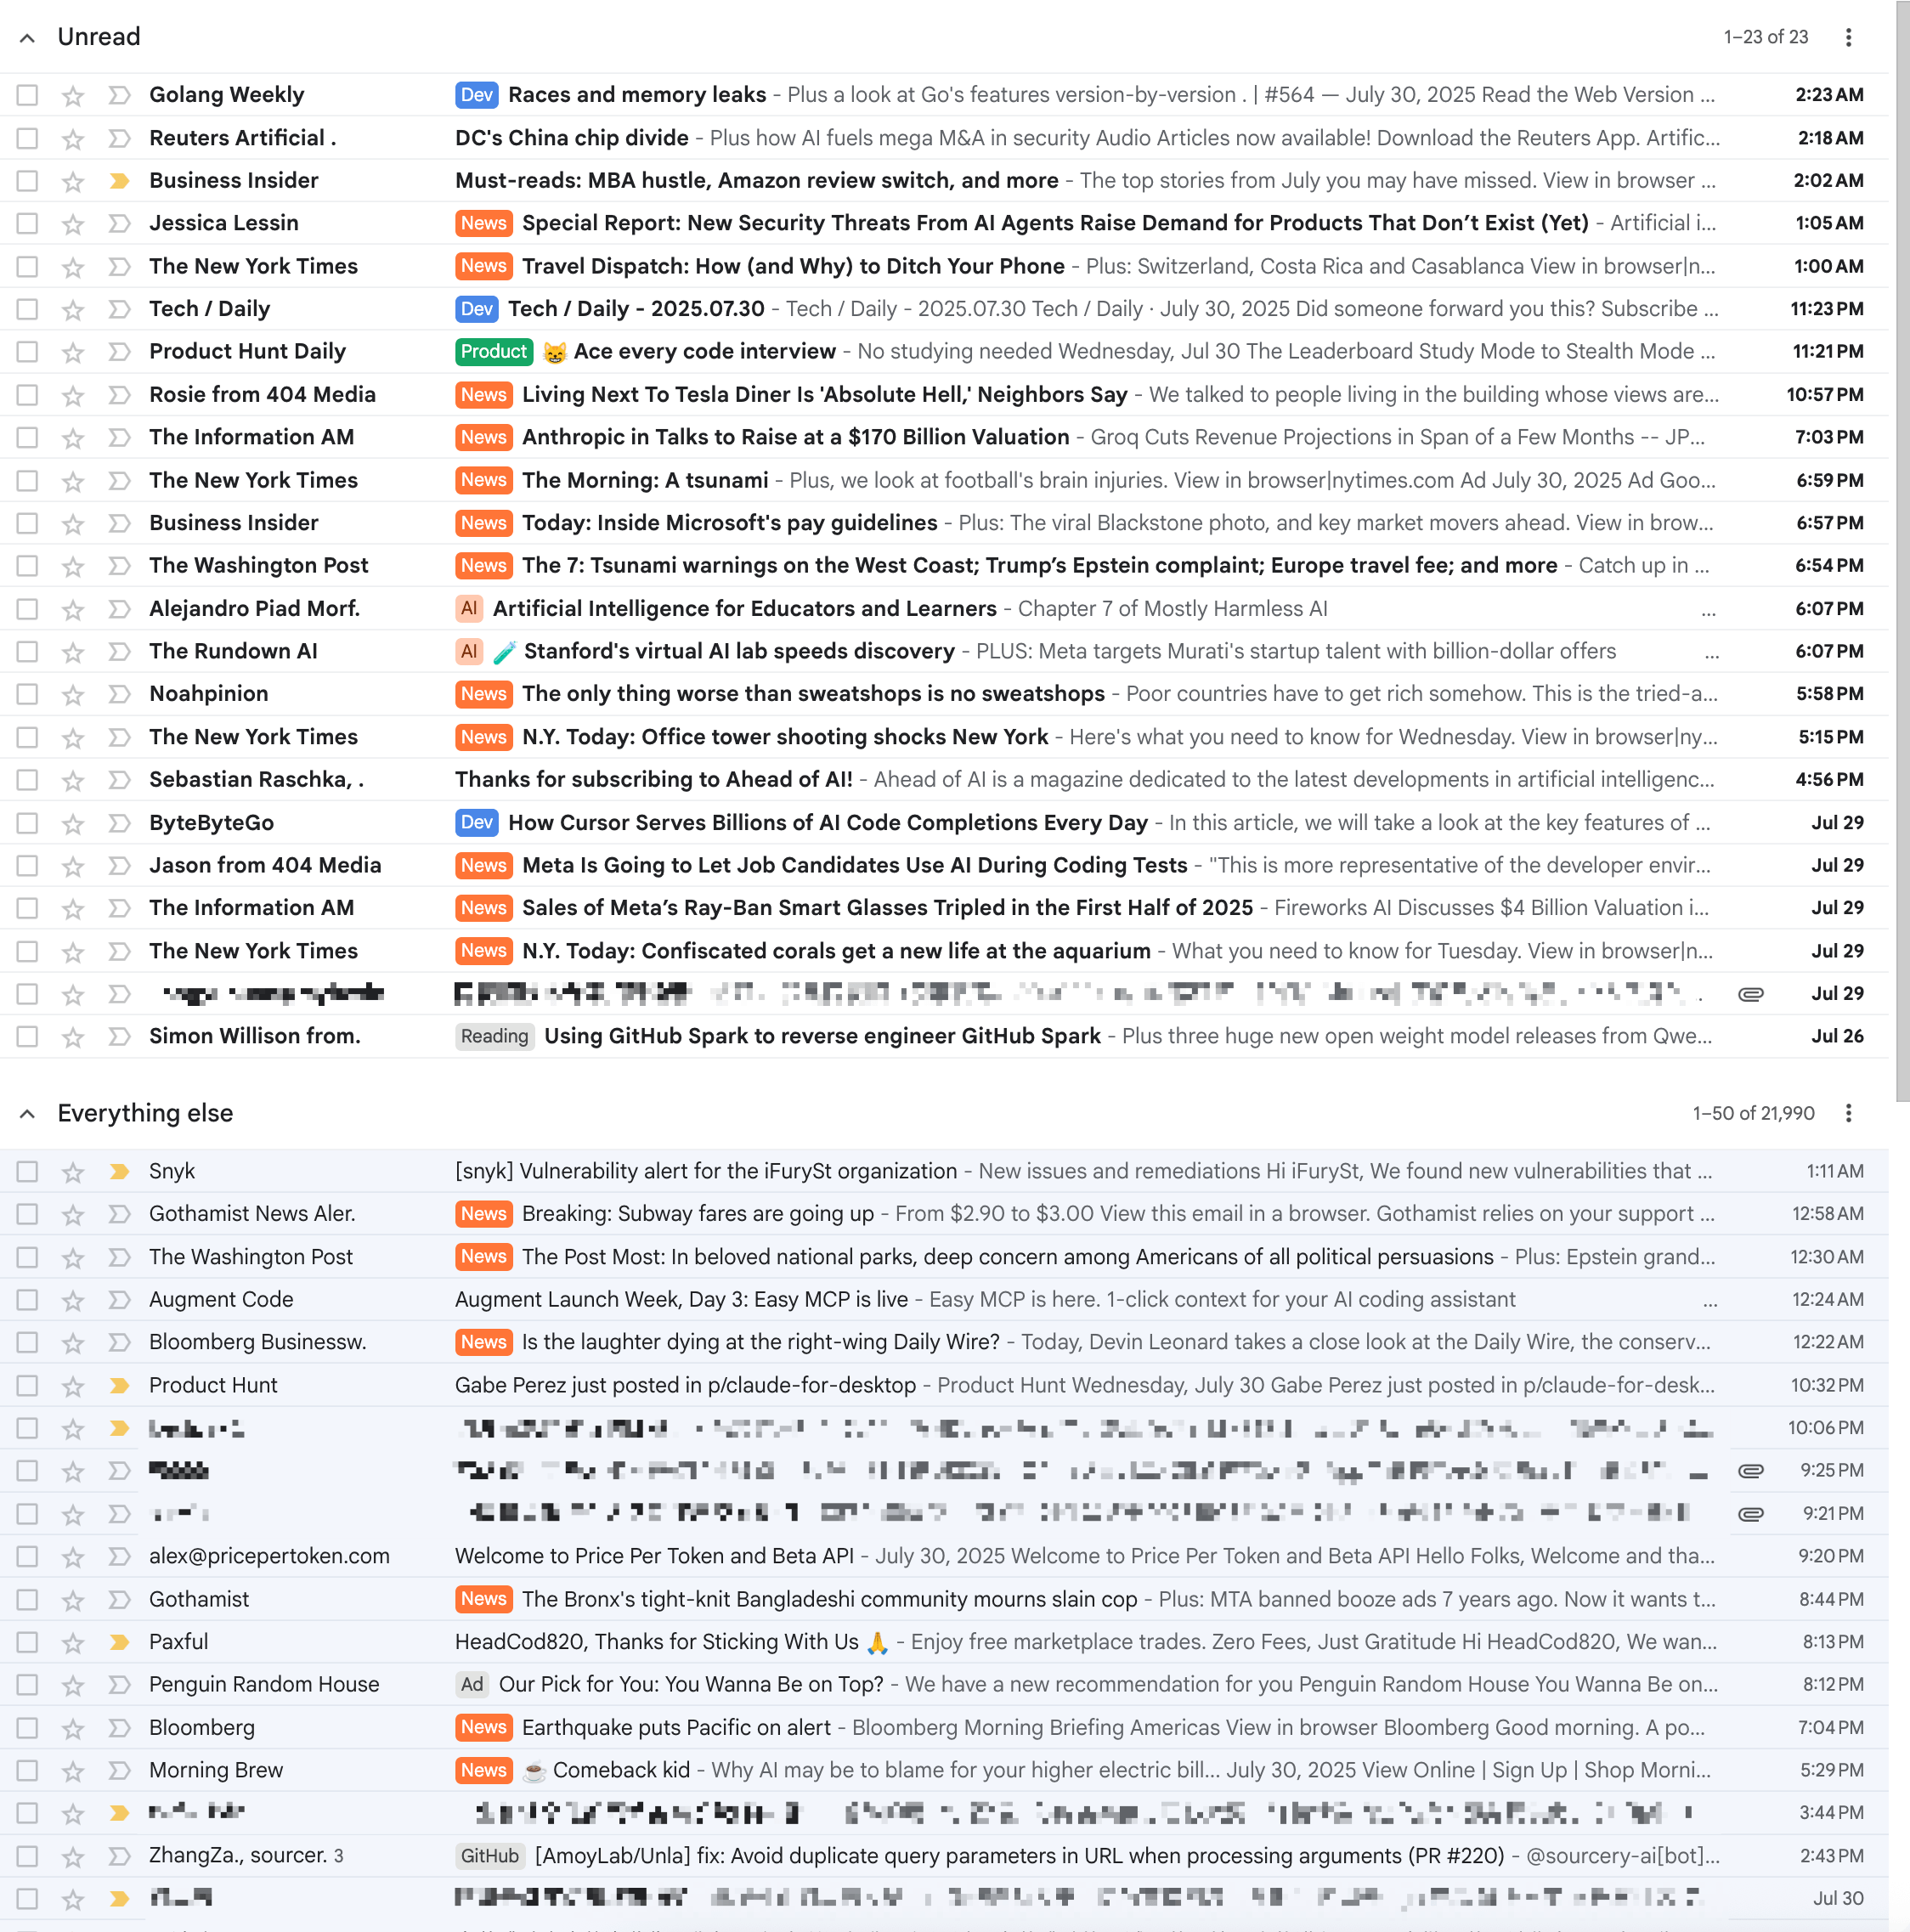 Unread 1–23 of 23
Golang Weekly Dev Races and memory leaks - Plus a look at Go's features version-by-version . | #564 — July 30, 2025 Read the Web Version ... 2:23 AM
Reuters Artificial . DC's China chip divide - Plus how AI fuels mega M&A in security Audio Articles now available! Download the Reuters App. Artific... 2:18 AM
Business Insider Must-reads: MBA hustle, Amazon review switch, and more - The top stories from July you may have missed. View in browser ... 2:02 AM
Jessica Lessin News Special Report: New Security Threats From AI Agents Raise Demand for Products That Don’t Exist (Yet) - Artificial i... 1:05 AM
The New York Times News Travel Dispatch: How (and Why) to Ditch Your Phone - Plus: Switzerland, Costa Rica and Casablanca View in browser|n... 1:00 AM
Tech / Daily Dev Tech / Daily - 2025.07.30 - Tech / Daily - 2025.07.30 Tech / Daily · July 30, 2025 Did someone forward you this? Subscribe ... 11:23 PM
Product Hunt Daily Product 😸 Ace every code interview - No studying needed Wednesday, Jul 30 The Leaderboard Study Mode to Stealth Mode ... 11:21 PM
Rosie from 404 Media News Living Next To Tesla Diner Is 'Absolute Hell,' Neighbors Say - We talked to people living in the building whose views are... 10:57 PM
The Information AM News Anthropic in Talks to Raise at a $170 Billion Valuation - Groq Cuts Revenue Projections in Span of a Few Months -- JP... 7:03 PM
The New York Times News The Morning: A tsunami - Plus, we look at football's brain injuries. View in browser|nytimes.com Ad July 30, 2025 Ad Goo... 6:59 PM
Business Insider News Today: Inside Microsoft's pay guidelines - Plus: The viral Blackstone photo, and key market movers ahead. View in brow... 6:57 PM
The Washington Post News The 7: Tsunami warnings on the West Coast; Trump’s Epstein complaint; Europe travel fee; and more - Catch up in ... 6:54 PM
Alejandro Piad Morf. AI Artificial Intelligence for Educators and Learners - Chapter 7 of Mostly Harmless AI ... 6:07 PM
The Rundown AI AI 🧪 Stanford's virtual AI lab speeds discovery - PLUS: Meta targets Murati's startup talent with billion-dollar offers ... 6:07 PM
Noahpinion News The only thing worse than sweatshops is no sweatshops - Poor countries have to get rich somehow. This is the tried-a... 5:58 PM
The New York Times News N.Y. Today: Office tower shooting shocks New York - Here's what you need to know for Wednesday. View in browser|ny... 5:15 PM
Sebastian Raschka, . Thanks for subscribing to Ahead of AI! - Ahead of AI is a magazine dedicated to the latest developments in artificial intelligenc... 4:56 PM
ByteByteGo Dev How Cursor Serves Billions of AI Code Completions Every Day - In this article, we will take a look at the key features of ... Jul 29
Jason from 404 Media News Meta Is Going to Let Job Candidates Use AI During Coding Tests - "This is more representative of the developer envir... Jul 29
The Information AM News Sales of Meta’s Ray-Ban Smart Glasses Tripled in the First Half of 2025 - Fireworks AI Discusses $4 Billion Valuation i... Jul 29
The New York Times News N.Y. Today: Confiscated corals get a new life at the aquarium - What you need to know for Tuesday. View in browser|n... Jul 29
Jul 29
Simon Willison from. Reading Using GitHub Spark to reverse engineer GitHub Spark - Plus three huge new open weight model releases from Qwe... Jul 26
Everything else 1–50 of 21,990
Snyk [snyk] Vulnerability alert for the iFurySt organization - New issues and remediations Hi iFurySt, We found new vulnerabilities that ... 1:11 AM
Gothamist News Aler. News Breaking: Subway fares are going up - From $2.90 to $3.00 View this email in a browser. Gothamist relies on your support ... 12:58 AM
The Washington Post News The Post Most: In beloved national parks, deep concern among Americans of all political persuasions - Plus: Epstein grand... 12:30 AM
Augment Code Augment Launch Week, Day 3: Easy MCP is live - Easy MCP is here. 1-click context for your AI coding assistant ... 12:24 AM
Bloomberg Businessw. News Is the laughter dying at the right-wing Daily Wire? - Today, Devin Leonard takes a close look at the Daily Wire, the conserv... 12:22 AM
Product Hunt Gabe Perez just posted in p/claude-for-desktop - Product Hunt Wednesday, July 30 Gabe Perez just posted in p/claude-for-desk... 10:32 PM
10:06 PM
9:25 PM
9:21 PM
alex@pricepertoken.com Welcome to Price Per Token and Beta API - July 30, 2025 Welcome to Price Per Token and Beta API Hello Folks, Welcome and tha... 9:20 PM
Gothamist News The Bronx's tight-knit Bangladeshi community mourns slain cop - Plus: MTA banned booze ads 7 years ago. Now it wants t... 8:44 PM
Paxful HeadCod820, Thanks for Sticking With Us 🙏 - Enjoy free marketplace trades. Zero Fees, Just Gratitude Hi HeadCod820, We wan... 8:13 PM
Penguin Random House Ad Our Pick for You: You Wanna Be on Top? - We have a new recommendation for you Penguin Random House You Wanna Be on... 8:12 PM
Bloomberg News Earthquake puts Pacific on alert - Bloomberg Morning Briefing Americas View in browser Bloomberg Good morning. A po... 7:04 PM
Morning Brew News ☕ Comeback kid - Why AI may be to blame for your higher electric bill... July 30, 2025 View Online | Sign Up | Shop Morni... 5:29 PM
3:44 PM
ZhangZa., sourcer. 3 GitHub [AmoyLab/Unla] fix: Avoid duplicate query parameters in URL when processing arguments (PR #220) - @sourcery-ai[bot]... 2:43 PM
Jul 30